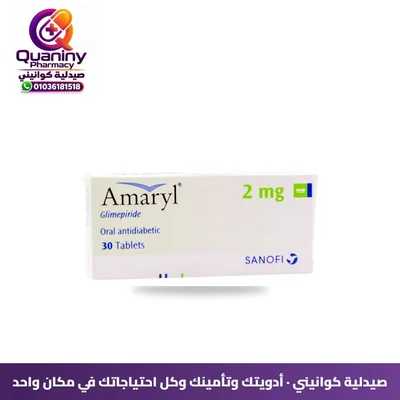 Quaniny
Pharmacy
صيدلية كوانيني
01036181518
Amaryl®
Glimepiride
Oral antidiabetic
30 Tablets
2 mg
SANOFI
صيدلية كوانيني - أدويتك وتأمينك وكل احتياجاتك في مكان واحد